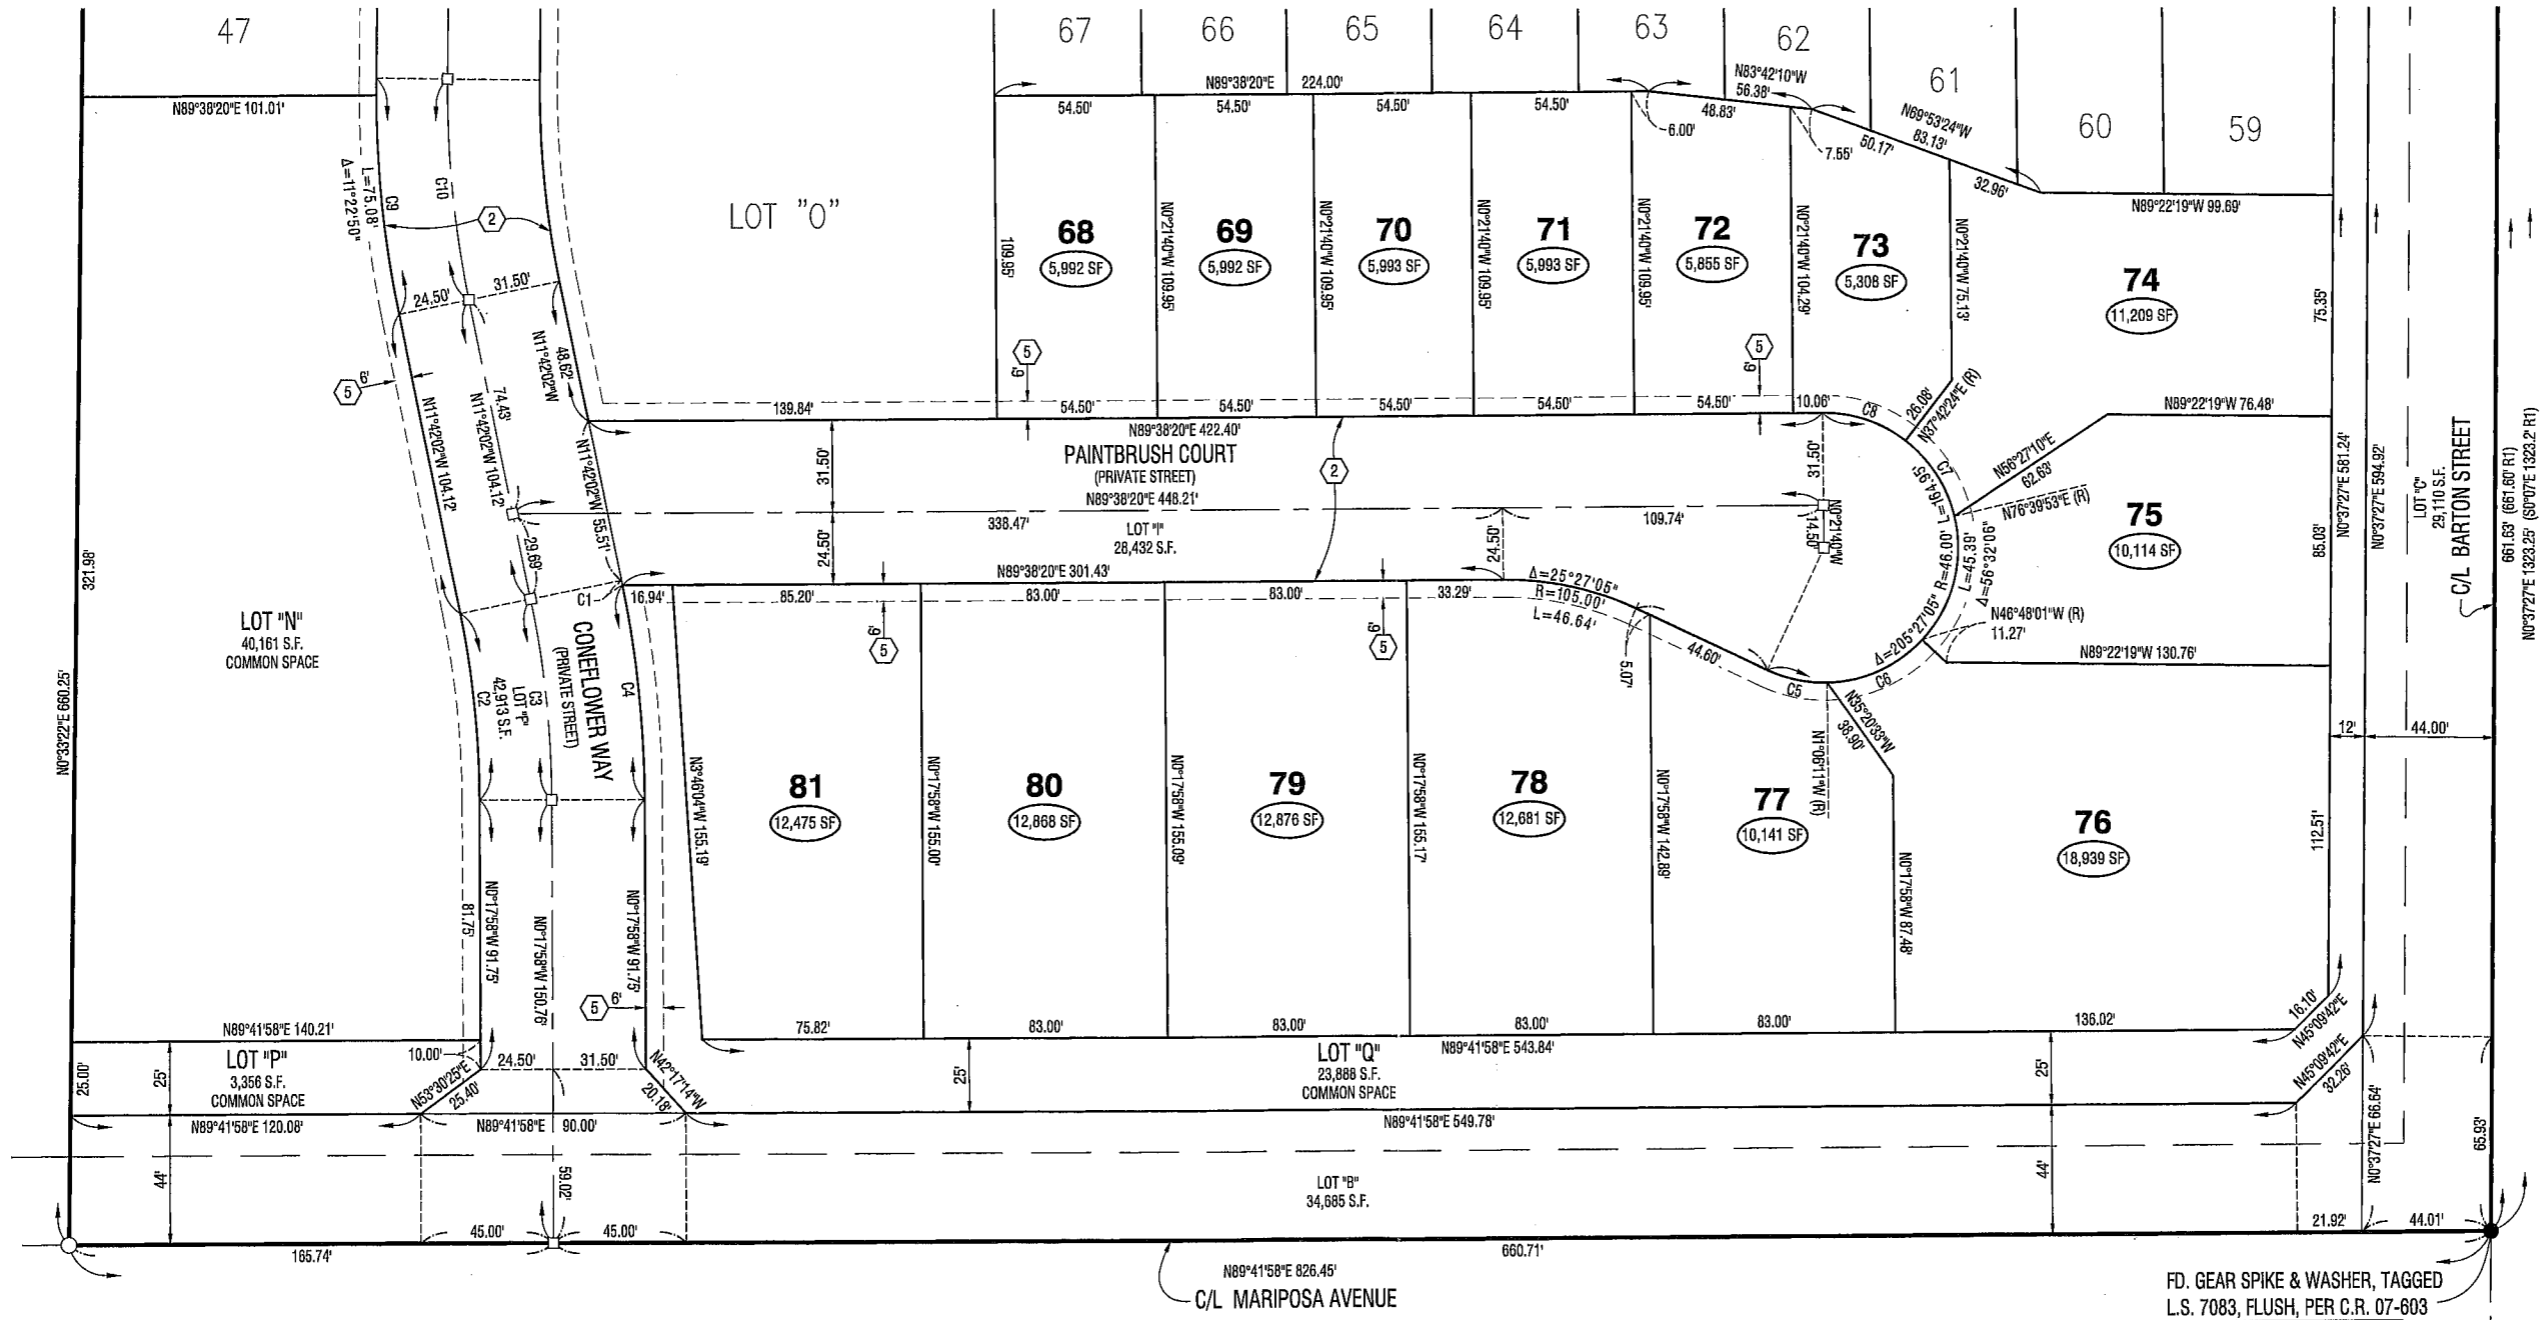 47
67
66
65
64
63
62
61
60
59
N89°38'20"E 101.01'
N89°38'20"E 224.00'
N83°42'10"W
56.38'
N69°53'24"W
83.13'
54.50'
54.50'
54.50'
54.50'
6.00'
48.83'
7.55'
50.17'
32.96'
N89°22'19"W 99.69'
Δ=11°22'50"
L=75.08'
C9
C10
2
LOT "O"
109.95'
68
5,992 SF
N0°21'40"W 109.95'
69
5,992 SF
N0°21'40"W 109.95'
70
5,993 SF
N0°21'40"W 109.95'
71
5,993 SF
N0°21'40"W 109.95'
72
5,855 SF
N0°21'40"W 104.29'
73
5,308 SF
N0°21'40"W 75.13'
74
11,209 SF
75.35'
24.50'
31.50'
48.62'
N11°42'02"W
5
6'
5
6'
5
6'
74.43'
N11°42'02"W 104.12'
N11°42'02"W 104.12'
139.84'
54.50'
54.50'
54.50'
54.50'
54.50'
10.06'
C8
26.08'
N37°42'24"E (R)
N89°22'19"W 76.48'
N89°38'20"E 422.40'
PAINTBRUSH COURT
(PRIVATE STREET)
N89°38'20"E 448.21'
338.47'
109.74'
LOT "I"
28,432 S.F.
2
31.50'
24.50'
24.50'
31.50'
N0°21'40"W
14.50'
N11°42'02"W 55.51'
29.69'
C7
L=164.95'
R=46.00'
Δ=205°27'05"
L=45.39'
Δ=56°32'06"
N56°27'10"E
62.63'
N76°39'53"E (R)
75
10,114 SF
85.03'
N46°48'01"W (R)
11.27'
N89°22'19"W 130.76'
N0°37'27"E 581.24'
N0°37'27"E 594.92'
LOT "C"
29,110 S.F.
C/L BARTON STREET
661.63' (661.60' R1)
N0°37'27"E 1323.25' (S0°07'E 1323.2' R1)
321.98'
N0°33'22"E 660.25'
LOT "N"
40,161 S.F.
COMMON SPACE
C1
16.94'
N89°38'20"E 301.43'
85.20'
83.00'
83.00'
33.29'
6'
5
6'
5
Δ=25°27'05"
R=105.00'
L=46.64'
5.07'
44.60'
C5
C6
N35°20'33"W
38.90'
N1°06'11"W (R)
C2
42,913 S.F.
LOT "F"
C3
(PRIVATE STREET)
CONEFLOWER WAY
C4
N3°46'04"W 155.19'
81
12,475 SF
N0°17'58"W 155.00'
80
12,868 SF
N0°17'58"W 155.09'
79
12,876 SF
N0°17'58"W 155.17'
78
12,681 SF
N0°17'58"W 142.89'
77
10,141 SF
N0°17'58"W 87.48'
76
18,939 SF
112.51'
12'
44.00'
81.75'
N0°17'58"W 91.75'
N0°17'58"W 150.76'
N0°17'58"W 91.75'
5
6'
75.82'
83.00'
83.00'
83.00'
83.00'
136.02'
16.10'
N45°09'42"E
N89°41'58"E 140.21'
25.00'
25'
LOT "P"
3,356 S.F.
COMMON SPACE
10.00'
24.50'
31.50'
N53°30'25"E
25.40'
N42°17'14"W
20.18'
25'
LOT "Q"
23,888 S.F.
COMMON SPACE
N89°41'58"E 543.84'
25'
N45°09'42"E
32.26'
N89°41'58"E 120.08'
N89°41'58"E 90.00'
N89°41'58"E 549.78'
N0°37'27"E 66.64'
65.93'
44'
59.02'
LOT "B"
34,685 S.F.
44'
45.00'
45.00'
21.92'
44.01'
165.74'
660.71'
N89°41'58"E 826.45'
C/L MARIPOSA AVENUE
FD. GEAR SPIKE & WASHER, TAGGED
L.S. 7083, FLUSH, PER C.R. 07-603